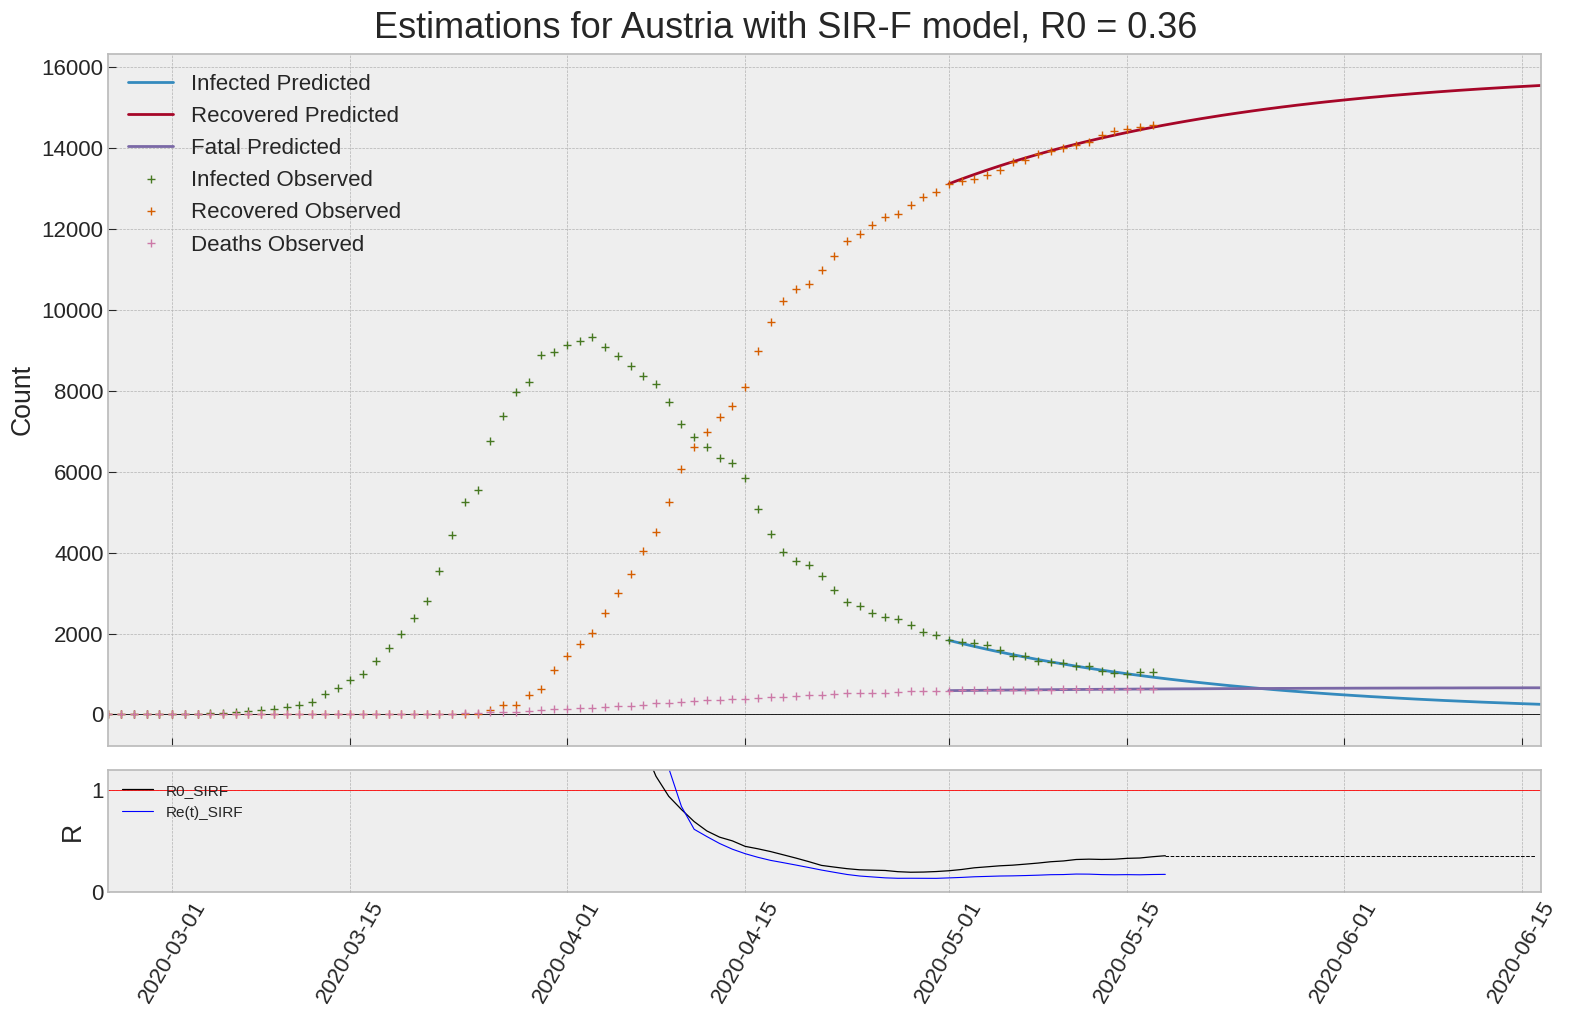 Estimations for Austria with SIR-F model, R0 = 0.36
16000
14000
12000
10000
8000
6000
4000
2000
0
Count
Infected Predicted
Recovered Predicted
Fatal Predicted
Infected Observed
Recovered Observed
Deaths Observed
1
0
R
R0_SIRF
Re(t)_SIRF
2020-03-01
2020-03-15
2020-04-01
2020-04-15
2020-05-01
2020-05-15
2020-06-01
2020-06-15